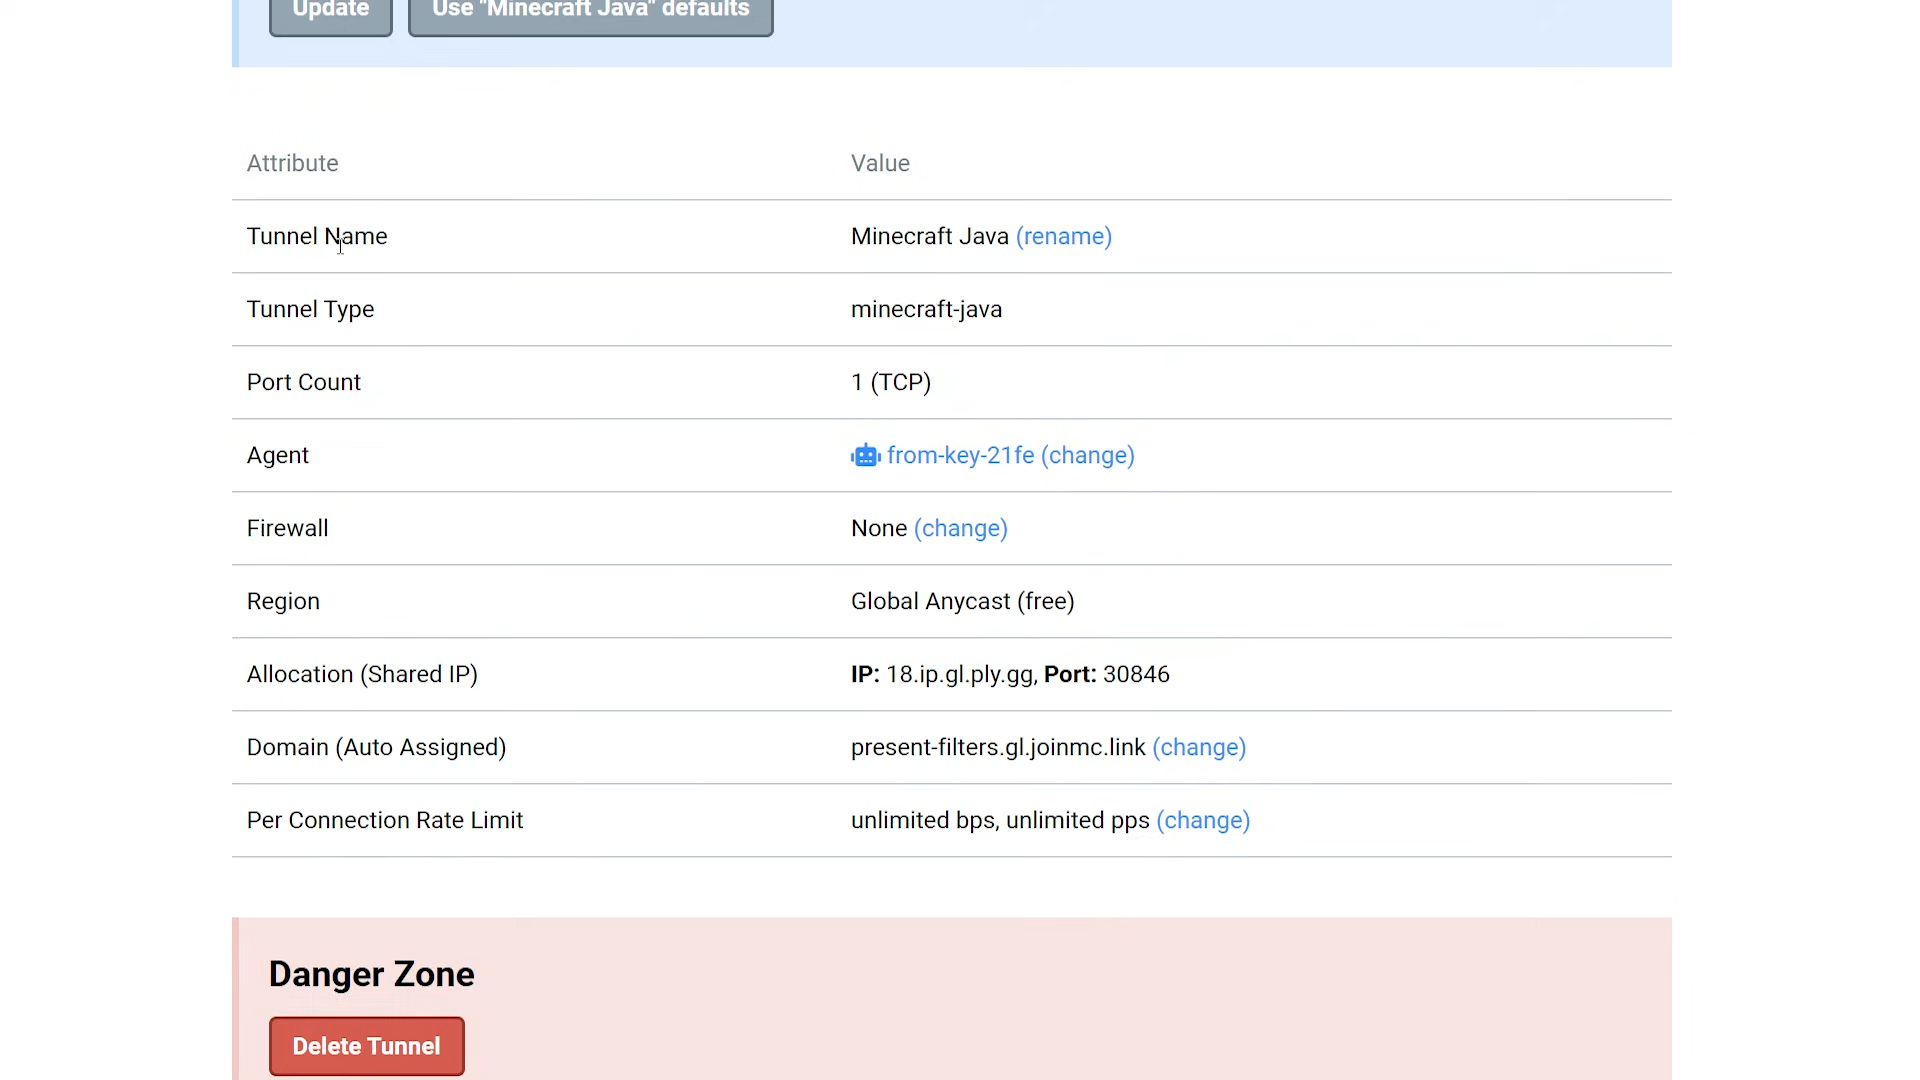 Update Use "Minecraft Java" defaults
Attribute Value
Tunnel Name Minecraft Java (rename)
Tunnel Type minecraft-java
Port Count 1 (TCP)
Agent from-key-21fe (change)
Firewall None (change)
Region Global Anycast (free)
Allocation (Shared IP) IP: 18.ip.gl.ply.gg, Port: 30846
Domain (Auto Assigned) present-filters.gl.joinmc.link (change)
Per Connection Rate Limit unlimited bps, unlimited pps (change)
Danger Zone
Delete Tunnel